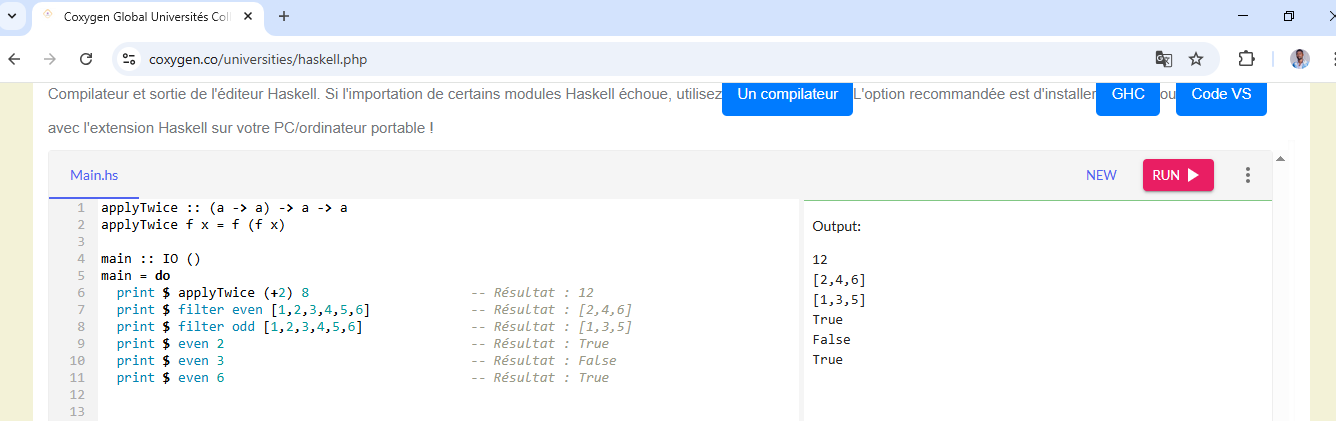 Coxygen Global Universités Col
coxygen.co/universities/haskell.php
Compilateur et sortie de l'éditeur Haskell. Si l'importation de certains modules Haskell échoue, utilisez Un compilateur L'option recommandée est d'installer GHC ou Code VS
avec l'extension Haskell sur votre PC/ordinateur portable !
Main.hs NEW RUN
1 applyTwice :: (a -> a) -> a -> a
2 applyTwice f x = f (f x)
3
4 main :: IO ()
5 main = do
6 print $ applyTwice (+2) 8 -- Résultat : 12
7 print $ filter even [1,2,3,4,5,6] -- Résultat : [2,4,6]
8 print $ filter odd [1,2,3,4,5,6] -- Résultat : [1,3,5]
9 print $ even 2 -- Résultat : True
10 print $ even 3 -- Résultat : False
11 print $ even 6 -- Résultat : True
12
13
Output:
12
[2,4,6]
[1,3,5]
True
False
True